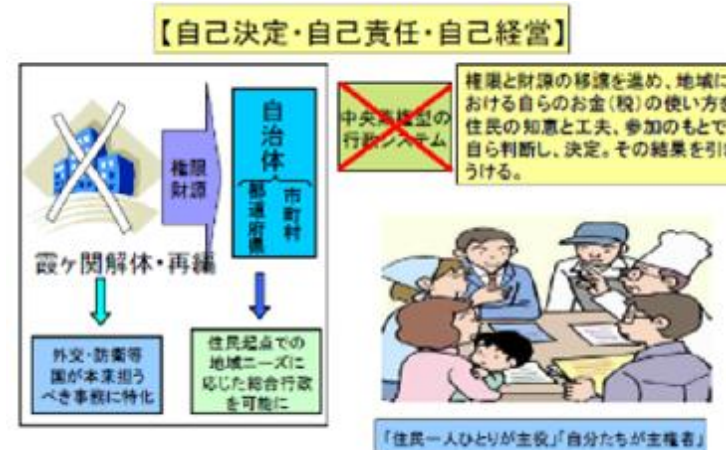 【自己決定・自己責任・自己経営】
権限
財源
自治体
都道府県
市町村
霞ヶ関解体・再編
外交・防衛等
国が本来担う
べき事務に特化
住民起点での
地域ニーズに
応じた総合行政
を可能に
中央集権型の
行政システム
権限と財源の移譲を進め、地域に
おける自らのお金(税)の使い方を
住民の知恵と工夫、参加のもとで
自ら判断し、決定。その結果を引き
うける。
「住民一人ひとりが主役」「自分たちが主権者」